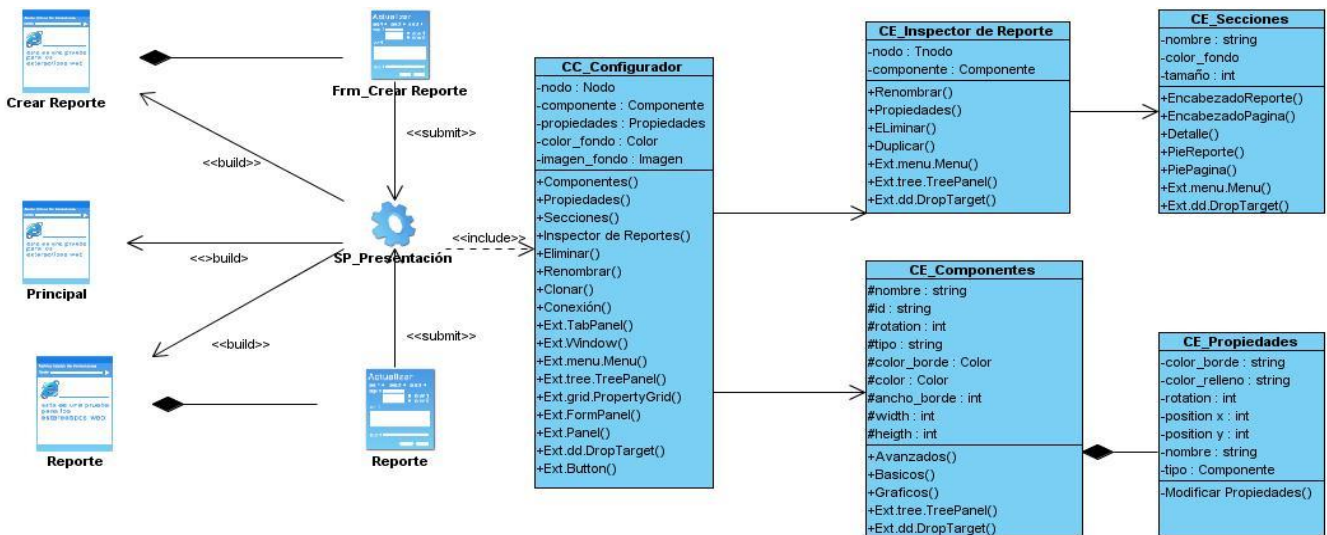 Crear Reporte
Actualizar
Frm_Crear Reporte
<<submit>>
<<build>>
Principal
<<>build>
SP_Presentación
<<include>>
<<build>>
<<submit>>
Reporte
Actualizar
Reporte
CC_Configurador
-nodo : Nodo
-componente : Componente
-propiedades : Propiedades
-color_fondo : Color
-imagen_fondo : Imagen
+Componentes()
+Propiedades()
+Secciones()
+Inspector de Reportes()
+Eliminar()
+Renombrar()
+Clonar()
+Conexión()
+Ext.TabPanel()
+Ext.Window()
+Ext.menu.Menu()
+Ext.tree.TreePanel()
+Ext.grid.PropertyGrid()
+Ext.FormPanel()
+Ext.Panel()
+Ext.dd.DropTarget()
+Ext.Button()
CE_Inspector de Reporte
-nodo : Tnodo
-componente : Componente
+Renombrar()
+Propiedades()
+ELiminar()
+Duplicar()
+Ext.menu.Menu()
+Ext.tree.TreePanel()
+Ext.dd.DropTarget()
CE_Secciones
-nombre : string
-color_fondo
-tamaño : int
+EncabezadoReporte()
+EncabezadoPagina()
+Detalle()
+PieReporte()
+PiePagina()
+Ext.menu.Menu()
+Ext.dd.DropTarget()
CE_Componentes
#nombre : string
#id : string
#rotation : int
#tipo : string
#color_borde : Color
#color : Color
#ancho_borde : int
#width : int
#heigth : int
+Avanzados()
+Basicos()
+Graficos()
+Ext.tree.TreePanel()
+Ext.dd.DropTarget()
CE_Propiedades
-color_borde : string
-color_relleno : string
-rotation : int
-position x : int
-position y : int
-nombre : string
-tipo : Componente
-Modificar Propiedades()